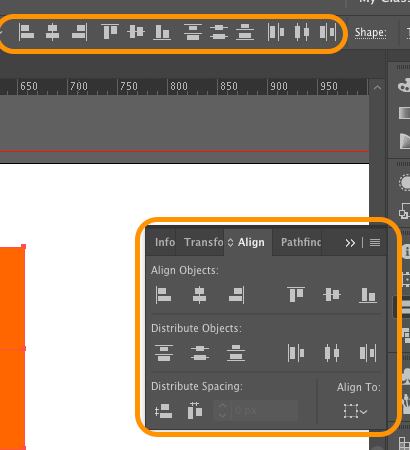 My Clas
Shape:
650 700 750 800 850 900 950
Info Transfo Align Pathfind
Align Objects:
Distribute Objects:
Distribute Spacing: Align To:
0 px